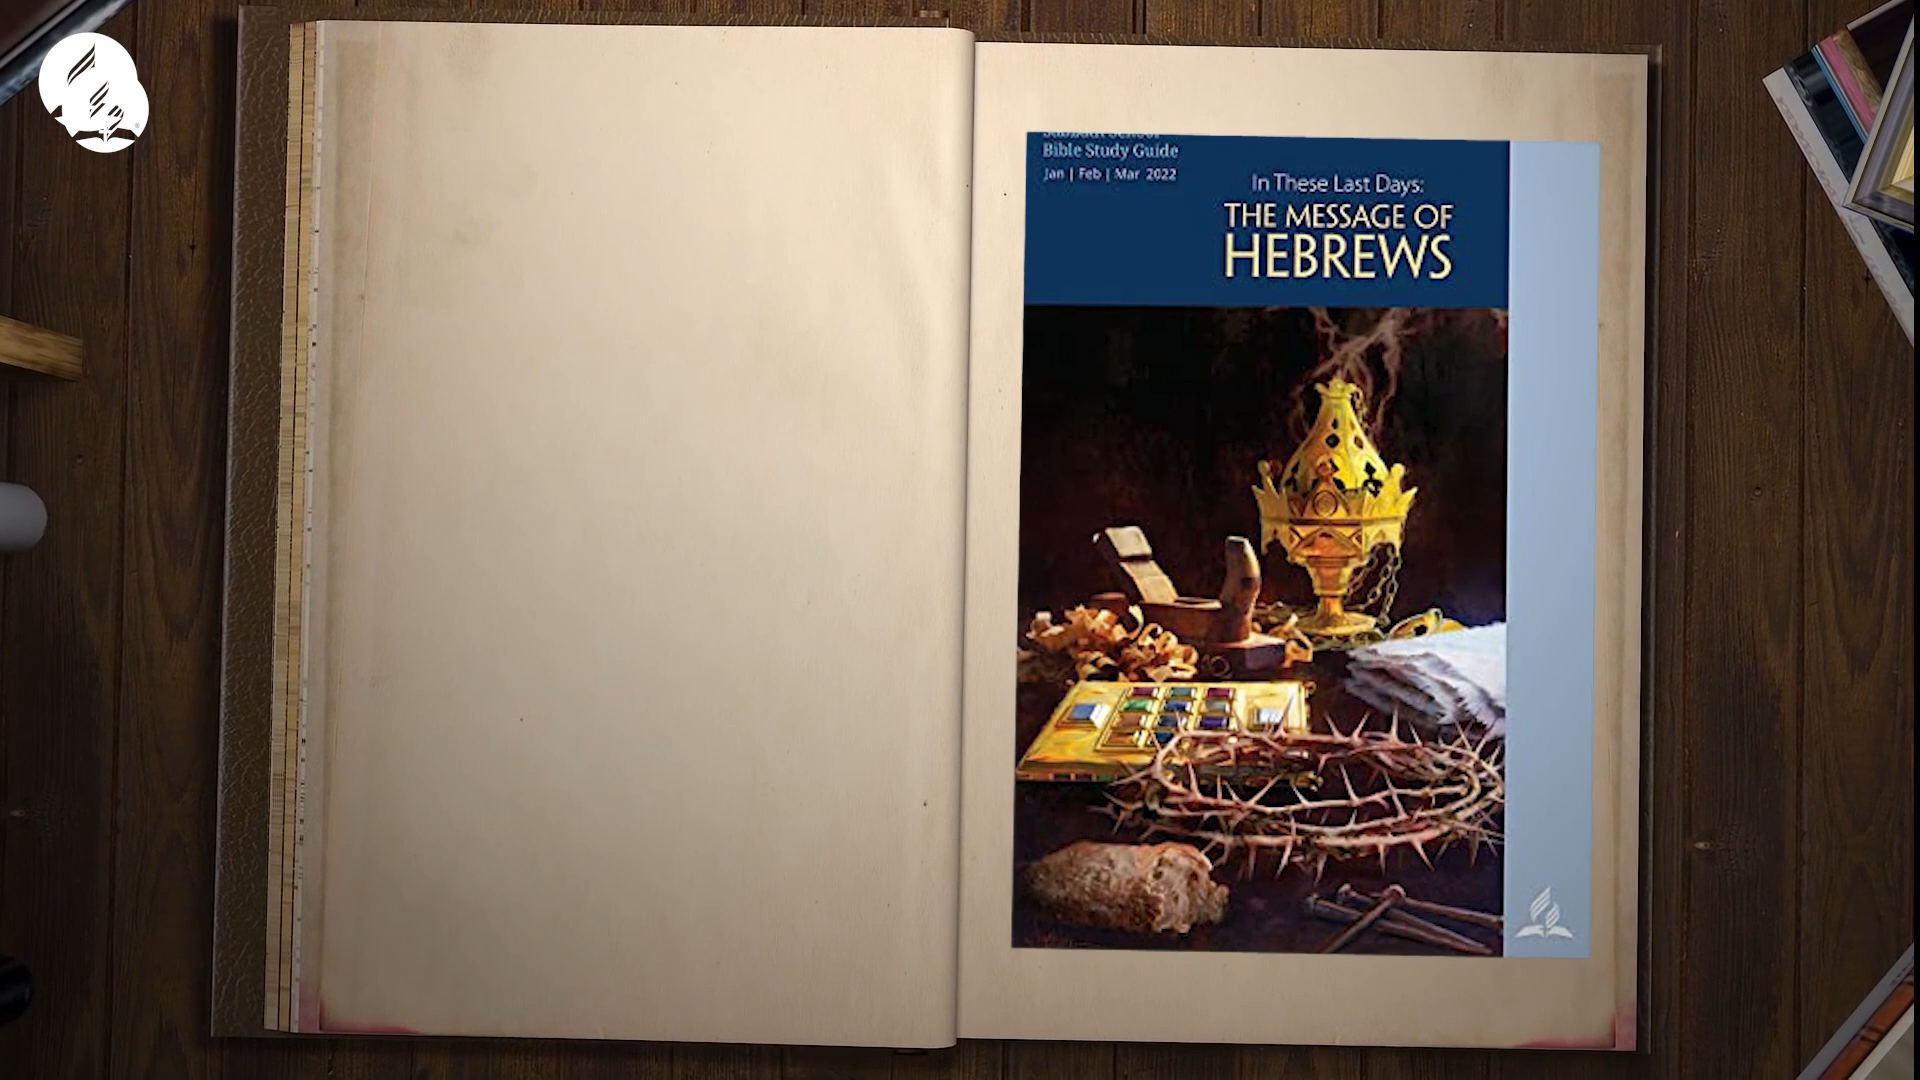 Bible Study Guide
Jan | Feb | Mar 2022
In These Last Days:
THE MESSAGE OF
HEBREWS